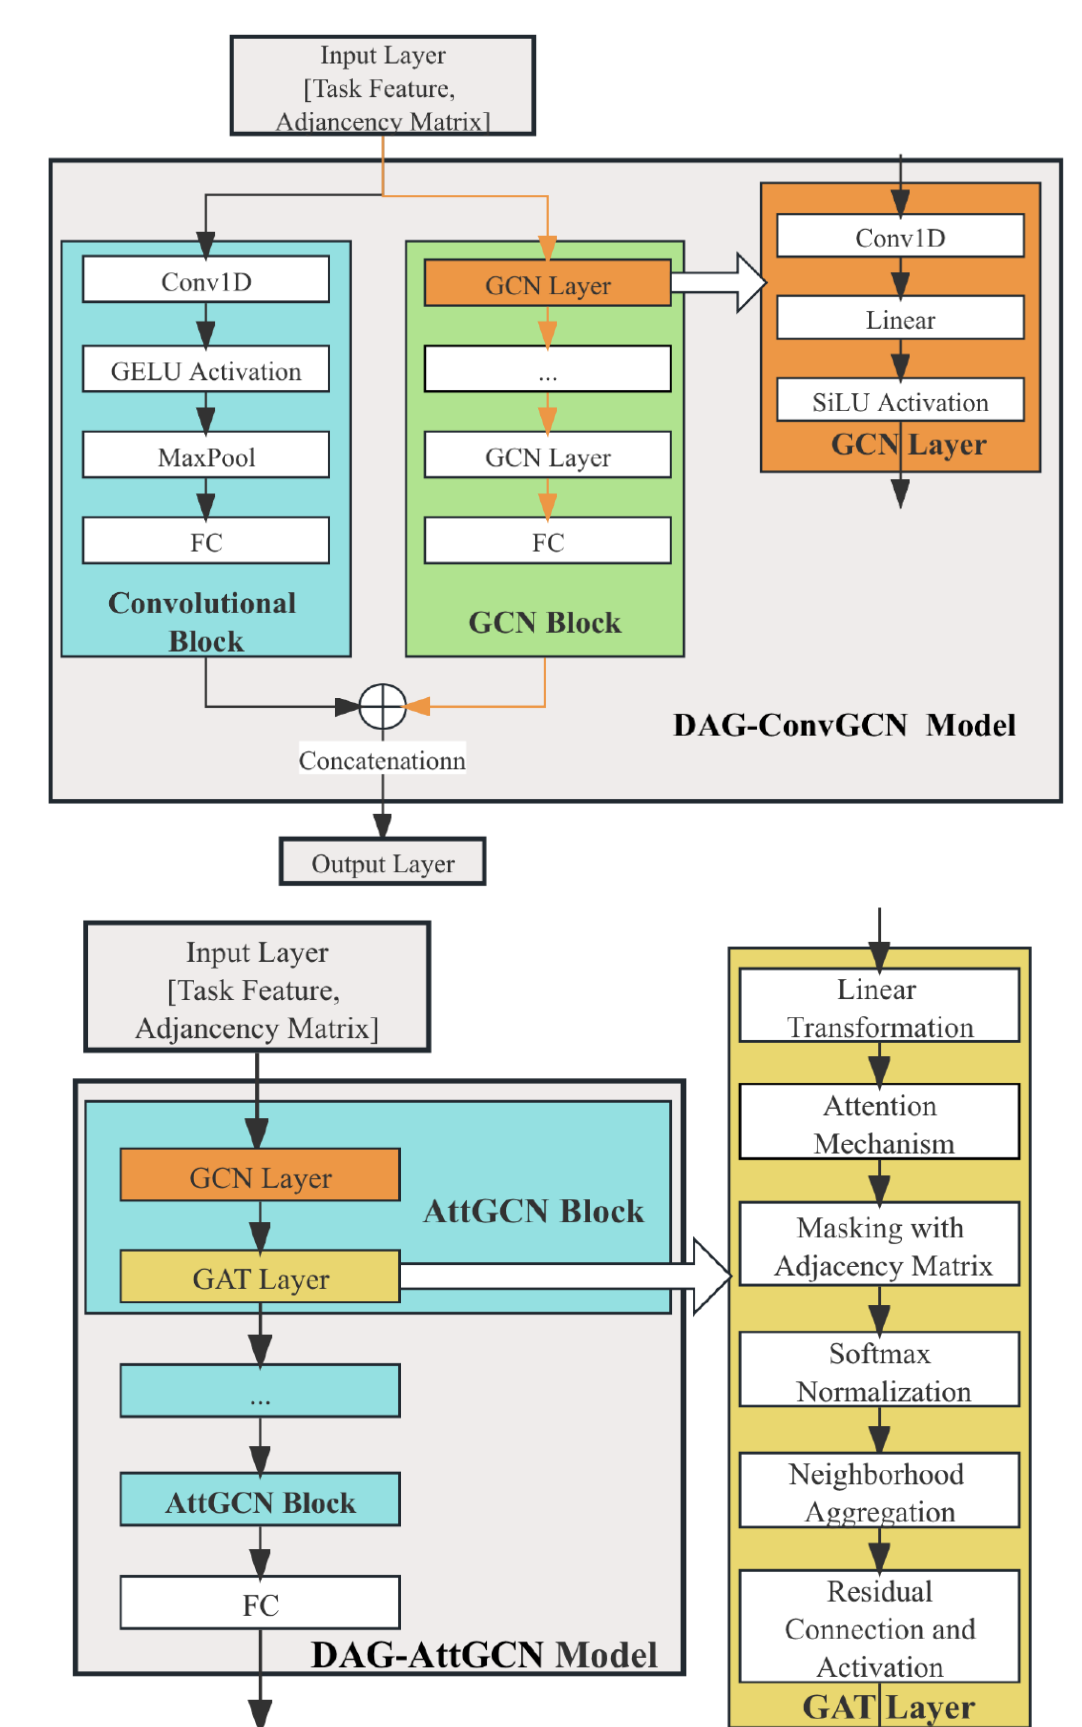 Input Layer
[Task Feature,
Adjancency Matrix]
Conv1D
GELU Activation
MaxPool
FC
Convolutional
Block
GCN Layer
...
GCN Layer
FC
GCN Block
Conv1D
Linear
SiLU Activation
GCN Layer
DAG-ConvGCN Model
Concatenationn
Output Layer
Input Layer
[Task Feature,
Adjancency Matrix]
GCN Layer
AttGCN Block
GAT Layer
...
AttGCN Block
FC
DAG-AttGCN Model
Linear
Transformation
Attention
Mechanism
Masking with
Adjacency Matrix
Softmax
Normalization
Neighborhood
Aggregation
Residual
Connection and
Activation
GAT Layer